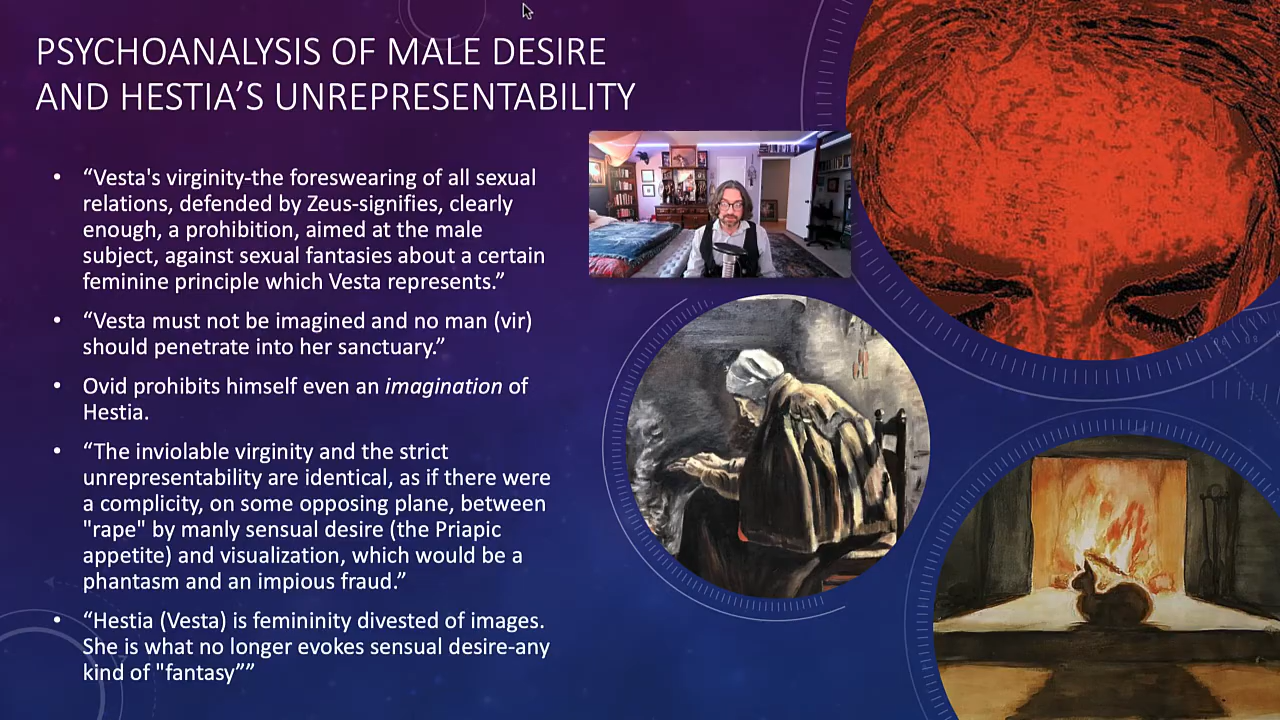 PSYCHOANALYSIS OF MALE DESIRE
AND HESTIA’S UNREPRESENTABILITY
• “Vesta's virginity-the foreswearing of all sexual
relations, defended by Zeus-signifies, clearly
enough, a prohibition, aimed at the male
subject, against sexual fantasies about a certain
feminine principle which Vesta represents.”
• “Vesta must not be imagined and no man (vir)
should penetrate into her sanctuary.”
• Ovid prohibits himself even an imagination of
Hestia.
• “The inviolable virginity and the strict
unrepresentability are identical, as if there were
a complicity, on some opposing plane, between
"rape" by manly sensual desire (the Priapic
appetite) and visualization, which would be a
phantasm and an impious fraud.”
• “Hestia (Vesta) is femininity divested of images.
She is what no longer evokes sensual desire-any
kind of "fantasy"”